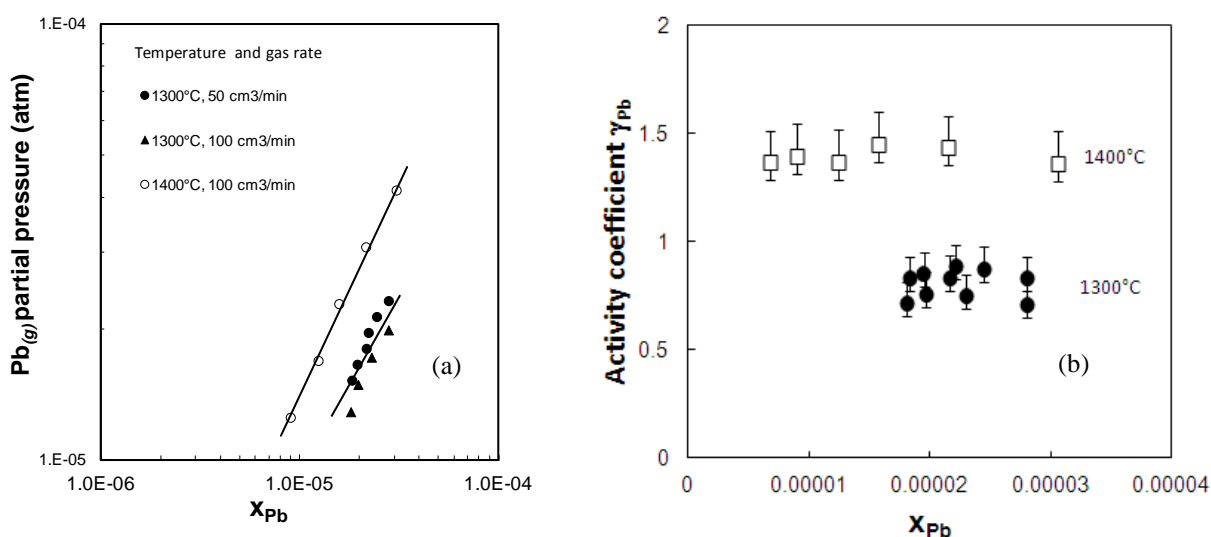 1.E-04
Temperature and gas rate
1300°C, 50 cm3/min
1300°C, 100 cm3/min
1400°C, 100 cm3/min
Pb(g) partial pressure (atm)
(a)
1.E-05
1.0E-06 1.0E-05 1.0E-04
xPb
2
1.5
1
0.5
0
Activity coefficient γPb
1400°C
1300°C
(b)
0 0.00001 0.00002 0.00003 0.00004
xPb